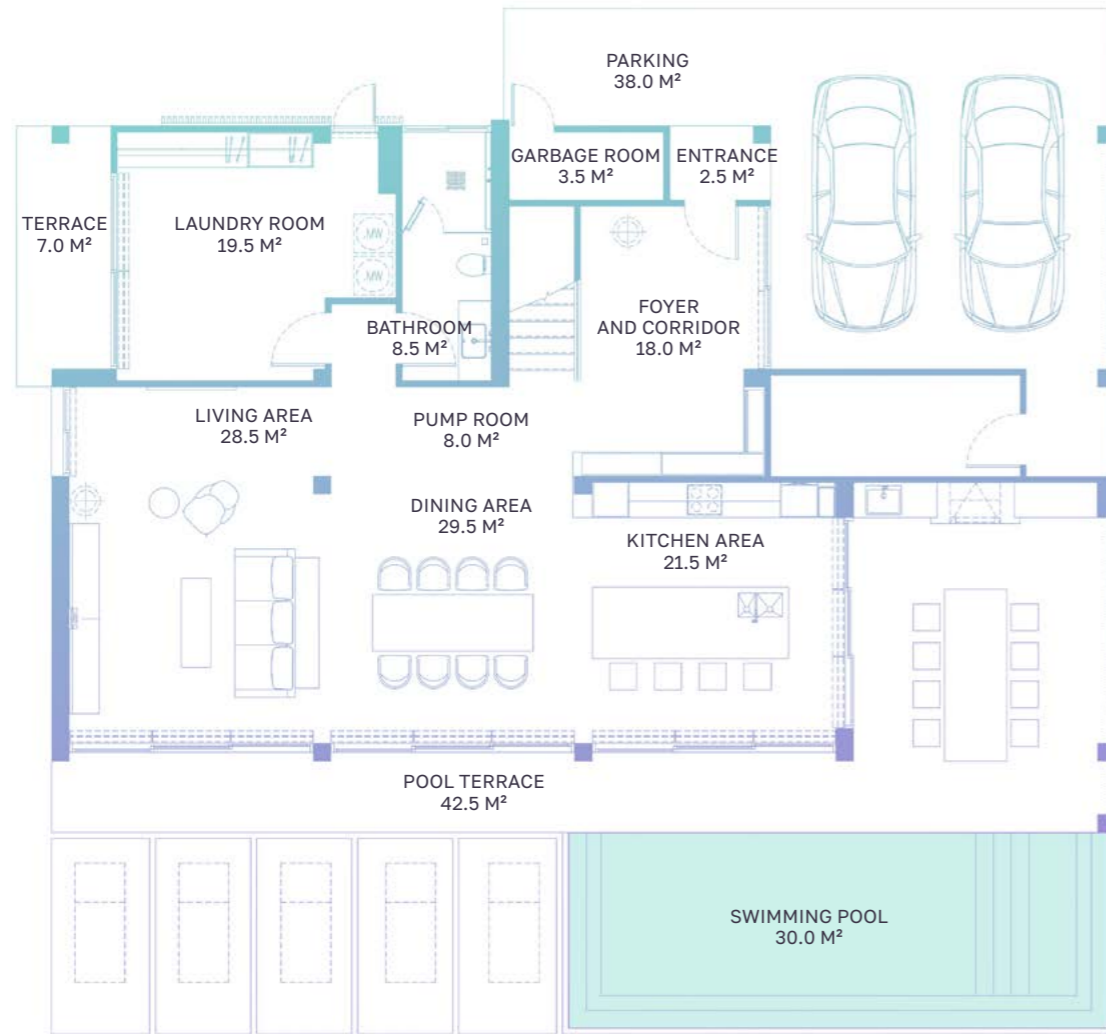 PARKING
38.0 M²
GARBAGE ROOM
3.5 M²
ENTRANCE
2.5 M²
TERRACE
7.0 M²
LAUNDRY ROOM
19.5 M²
MW
MW
BATHROOM
8.5 M²
FOYER
AND CORRIDOR
18.0 M²
LIVING AREA
28.5 M²
PUMP ROOM
8.0 M²
DINING AREA
29.5 M²
KITCHEN AREA
21.5 M²
POOL TERRACE
42.5 M²
SWIMMING POOL
30.0 M²